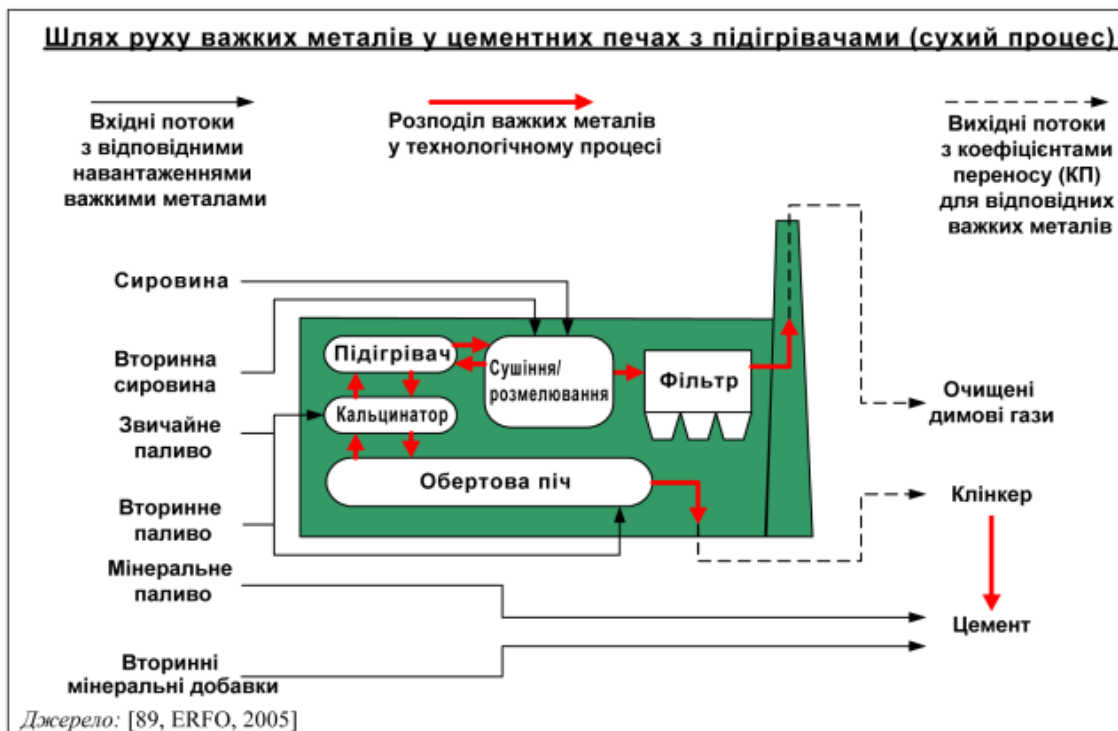 Шлях руху важких металів у цементних печах з підігрівачами (сухий процес)
Вхідні потоки
з відповідними
навантаженнями
важкими металами
Розподіл важких металів
у технологічному процесі
Вихідні потоки
з коефіцієнтами
переносу (КП)
для відповідних
важких металів
Сировина
Вторинна
сировина
Звичайне
паливо
Вторинне
паливо
Мінеральне
паливо
Вторинні
мінеральні добавки
Підігрівач
Кальцинатор
Сушіння/
розмелювання
Фільтр
Обертова піч
Очищені
димові гази
Клінкер
Цемент
Джерело: [89, ERFO, 2005]